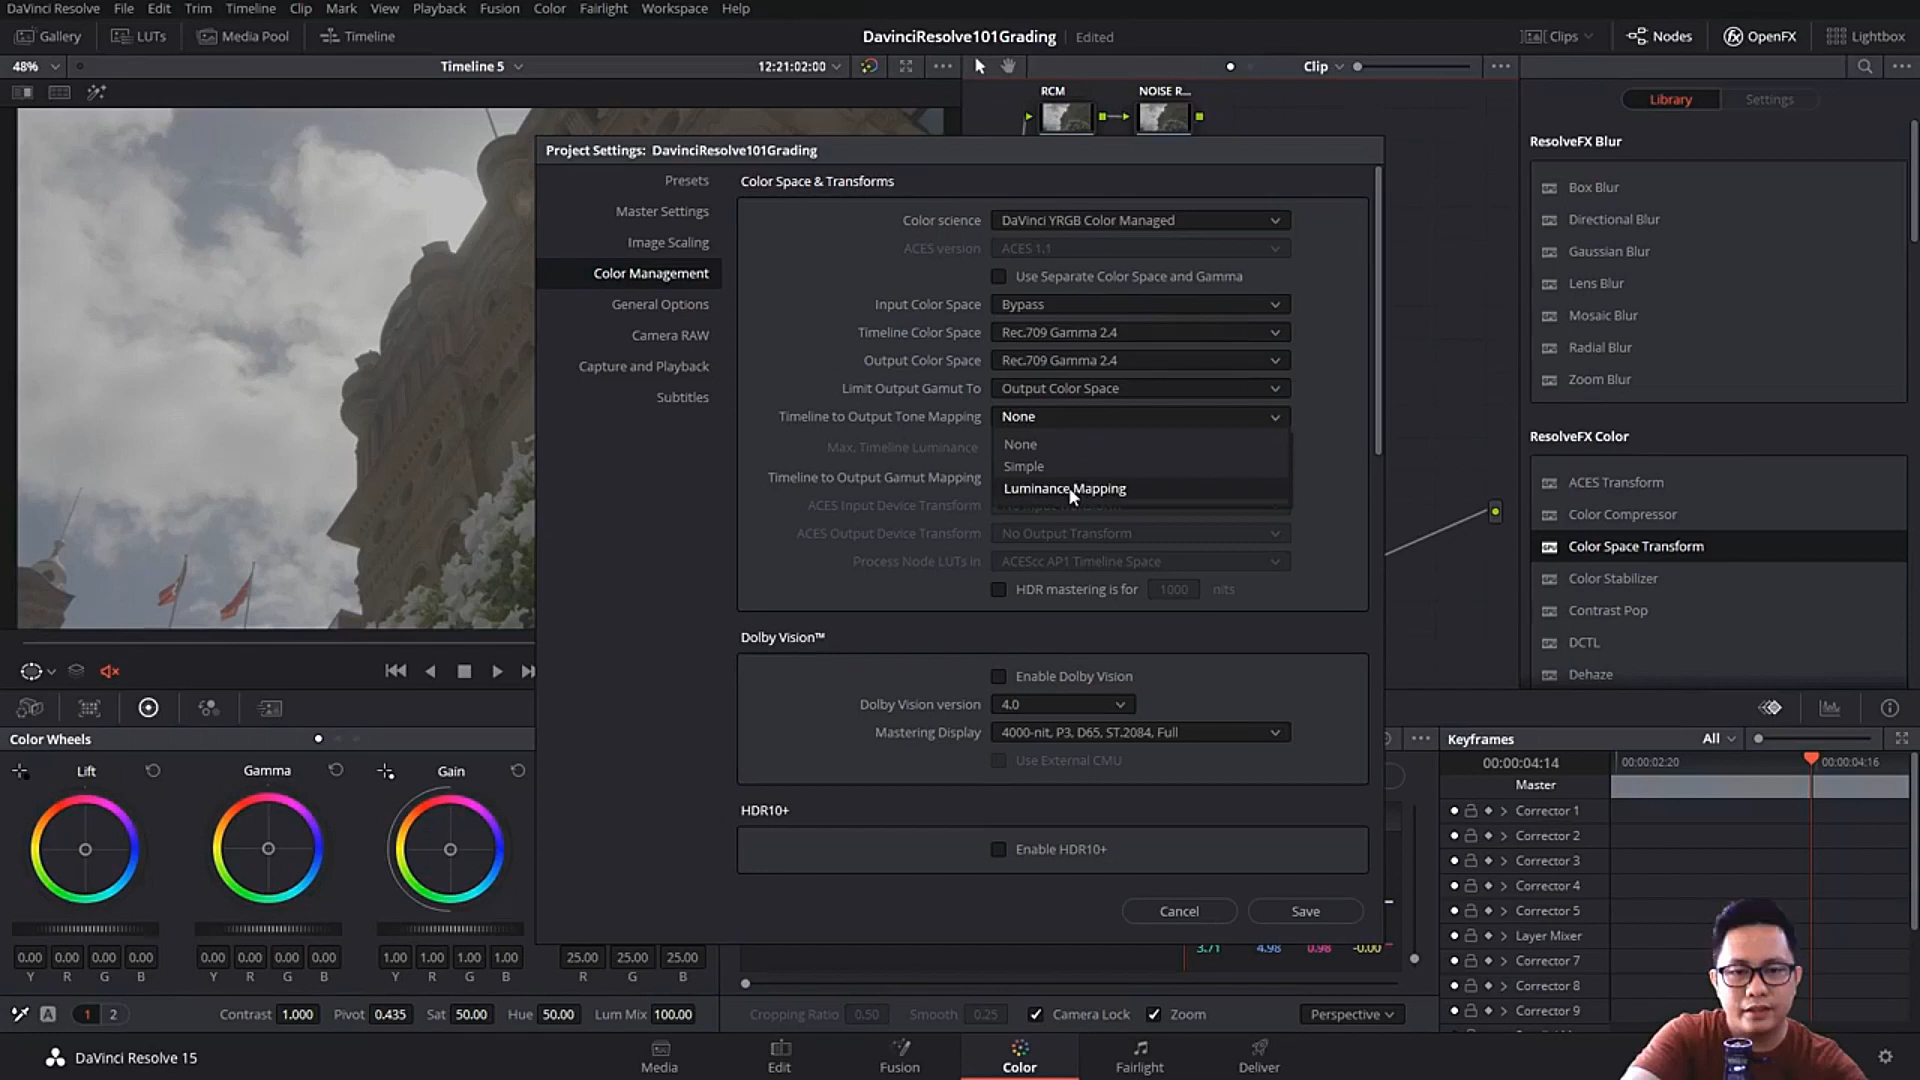 DaVinci Resolve File Edit Trim Timeline Clip Mark View Playback Fusion Color Fairlight Workspace Help
Gallery LUTs Media Pool Timeline DavinciResolve101Grading Edited Clips Nodes OpenFX Lightbox
48% Timeline 5 12:21:02:00 Clip
RCM NOISE R...
Library Settings
ResolveFX Blur
Box Blur
Directional Blur
Gaussian Blur
Lens Blur
Mosaic Blur
Radial Blur
Zoom Blur
ResolveFX Color
ACES Transform
Color Compressor
Color Space Transform
Color Stabilizer
Contrast Pop
DCTL
Dehaze
Project Settings: DavinciResolve101Grading
Presets
Master Settings
Image Scaling
Color Management
General Options
Camera RAW
Capture and Playback
Subtitles
Color Space & Transforms
Color science DaVinci YRGB Color Managed
ACES version ACES 1.1
Use Separate Color Space and Gamma
Input Color Space Bypass
Timeline Color Space Rec.709 Gamma 2.4
Output Color Space Rec.709 Gamma 2.4
Limit Output Gamut To Output Color Space
Timeline to Output Tone Mapping None
None
Simple
Luminance Mapping
Max. Timeline Luminance
Timeline to Output Gamut Mapping
ACES Input Device Transform
ACES Output Device Transform No Output Transform
Process Node LUTs in ACEScc AP1 Timeline Space
HDR mastering is for 1000 nits
Dolby Vision™
Enable Dolby Vision
Dolby Vision version 4.0
Mastering Display 4000-nit, P3, D65, ST.2084, Full
Use External CMU
HDR10+
Enable HDR10+
Cancel Save
Color Wheels
Lift Gamma Gain
0.00 0.00 0.00 0.00 0.00 0.00 0.00 0.00 1.00 1.00 1.00 1.00 25.00 25.00 25.00
Y R G B Y R G B Y R G B R G B
3.71 4.98 0.98 -0.00
A 1 2 Contrast 1.000 Pivot 0.435 Sat 50.00 Hue 50.00 Lum Mix 100.00
Cropping Ratio 0.50 Smooth 0.25 Camera Lock Zoom Perspective
Keyframes All
00:00:04:14 00:00:02:20 00:00:04:16
Master
Corrector 1
Corrector 2
Corrector 3
Corrector 4
Corrector 5
Layer Mixer
Corrector 7
Corrector 8
Corrector 9
DaVinci Resolve 15 Media Edit Fusion Color Fairlight Deliver